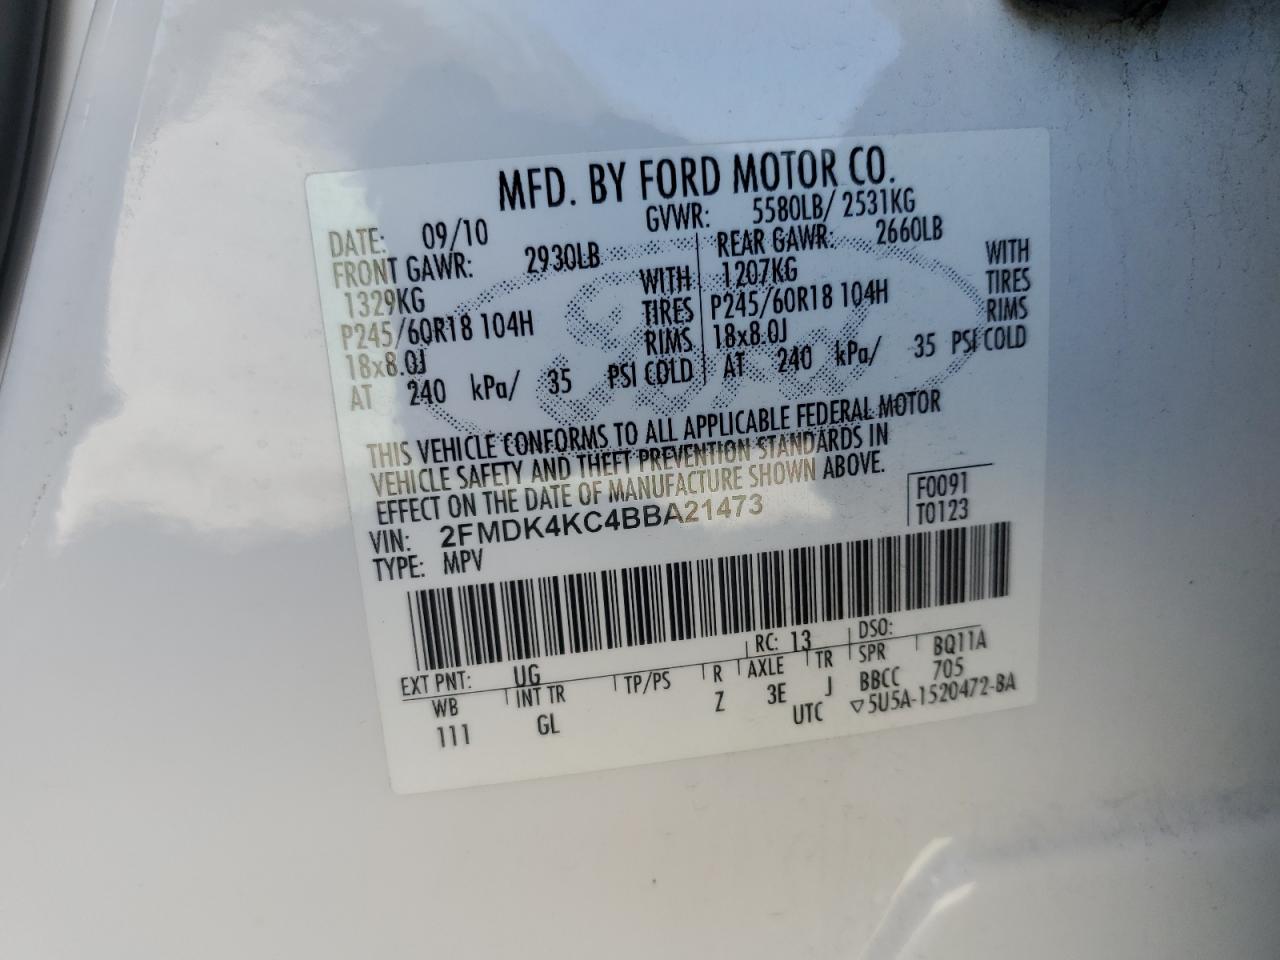 MFD. BY FORD MOTOR CO.
DATE: 09/10 GVWR: 5580LB/ 2531KG
FRONT GAWR: 2930LB REAR GAWR: 2660LB
1329KG WITH 1207KG WITH
P245/60R18 104H TIRES P245/60R18 104H TIRES
18x8.0J RIMS 18x8.0J RIMS
AT 240 kPa/ 35 PSI COLD AT 240 kPa/ 35 PSI COLD
THIS VEHICLE CONFORMS TO ALL APPLICABLE FEDERAL MOTOR
VEHICLE SAFETY AND THEFT PREVENTION STANDARDS IN
EFFECT ON THE DATE OF MANUFACTURE SHOWN ABOVE.
F0091
VIN: 2FMDK4KC4BBA21473 T0123
TYPE: MPV
EXT PNT: UG RC: 13 DSO:
WB INT TR TP/PS R AXLE TR SPR BQ11A
111 GL Z 3E J BBCC 705
UTC ▽5U5A-1520472-BA